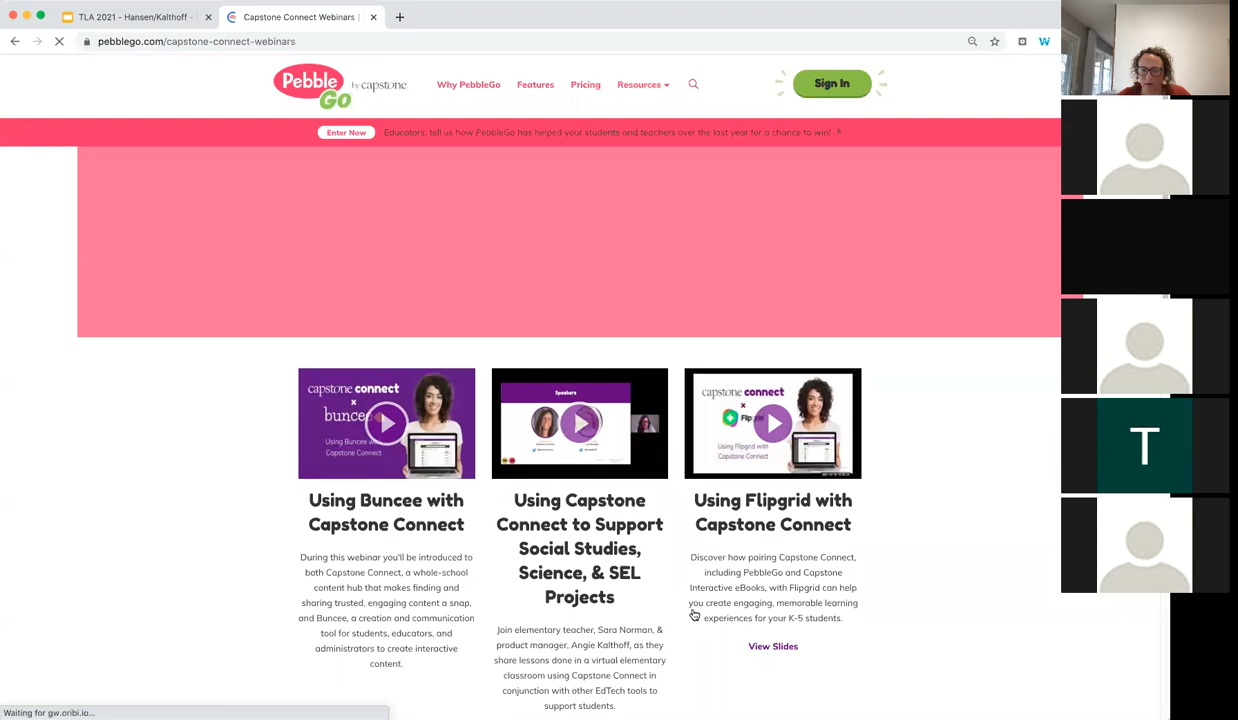 TLA 2021 - Hansen/Kalthoff -
Capstone Connect Webinars |
pebblego.com/capstone-connect-webinars
Pebble Go by capstone
Why PebbleGo
Features
Pricing
Resources
Sign In
Enter Now
Educators, tell us how PebbleGo has helped your students and teachers over the last year for a chance to win!
capstone connect
x
buncee
Using Buncee w
Capstone Connect
Speakers
capstone connect
x
Flipgrid
Using Flipgrid with
Capstone Connect
Using Buncee with
Capstone Connect
During this webinar you'll be introduced to
both Capstone Connect, a whole-school
content hub that makes finding and
sharing trusted, engaging content a snap,
and Buncee, a creation and communication
tool for students, educators, and
administrators to create interactive
content.
Using Capstone
Connect to Support
Social Studies,
Science, & SEL
Projects
Join elementary teacher, Sara Norman, &
product manager, Angie Kalthoff, as they
share lessons done in a virtual elementary
classroom using Capstone Connect in
conjunction with other EdTech tools to
support students.
Using Flipgrid with
Capstone Connect
Discover how pairing Capstone Connect,
including PebbleGo and Capstone
Interactive eBooks, with Flipgrid can help
you create engaging, memorable learning
experiences for your K-5 students.
View Slides
T
Waiting for gw.oribi.io...